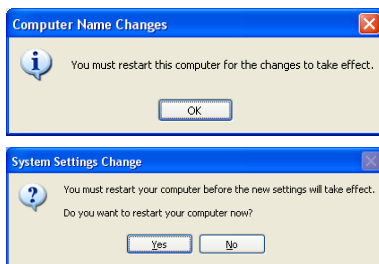 Computer Name Changes
You must restart this computer for the changes to take effect.
OK
System Settings Change
You must restart your computer before the new settings will take effect.
Do you want to restart your computer now?
Yes No